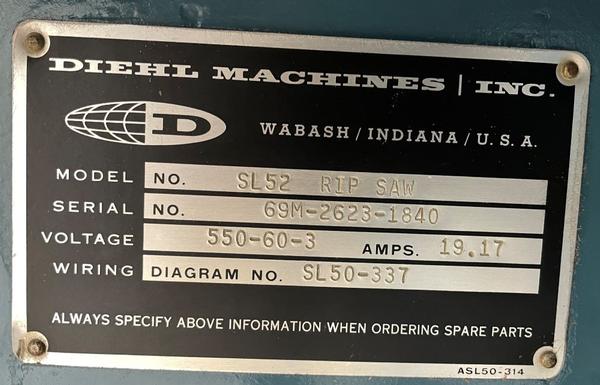 DIEHL MACHINES | INC.
D
WABASH / INDIANA / U. S. A.
MODEL NO. SL52 RIP SAW
SERIAL NO. 69M-2623-1840
VOLTAGE 550-60-3 AMPS. 19.17
WIRING DIAGRAM NO. SL50-337
ALWAYS SPECIFY ABOVE INFORMATION WHEN ORDERING SPARE PARTS
ASL50-314